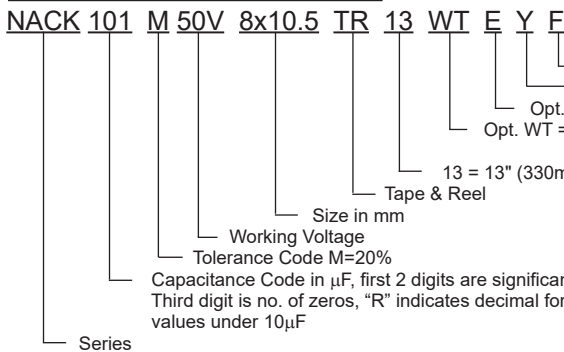 NACK 101 M 50V 8x10.5 TR 13 WT E Y F
Opt.
Opt. WT =
13 = 13" (330m
Tape & Reel
Size in mm
Working Voltage
Tolerance Code M=20%
Capacitance Code in μF, first 2 digits are significan
Third digit is no. of zeros, “R” indicates decimal for
values under 10μF
Series